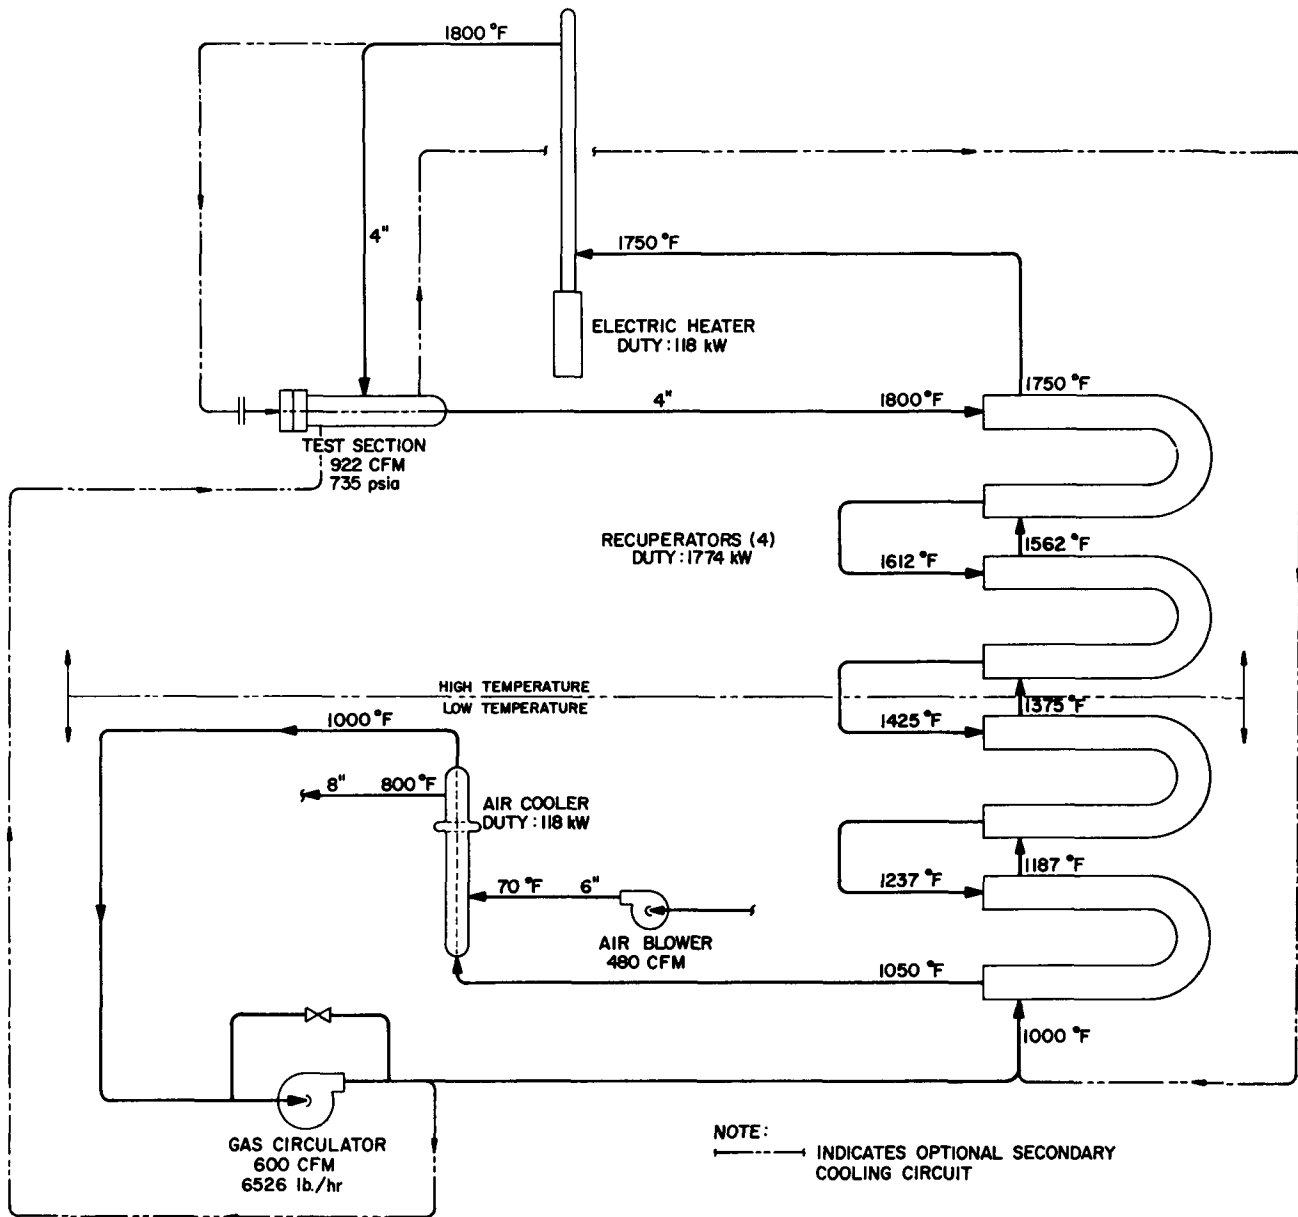 1800 °F
4"
1750 °F
ELECTRIC HEATER
DUTY : 118 kW
1750 °F
4"
1800 °F
TEST SECTION
922 CFM
735 psia
RECUPERATORS (4)
DUTY : 1774 kW
1562 °F
1612 °F
HIGH TEMPERATURE
LOW TEMPERATURE
1375 °F
1425 °F
1000 °F
8" 800 °F
AIR COOLER
DUTY : 118 kW
1187 °F
1237 °F
70 °F 6"
AIR BLOWER
480 CFM
1050 °F
1000 °F
GAS CIRCULATOR
600 CFM
6526 lb./hr
NOTE:
INDICATES OPTIONAL SECONDARY
COOLING CIRCUIT